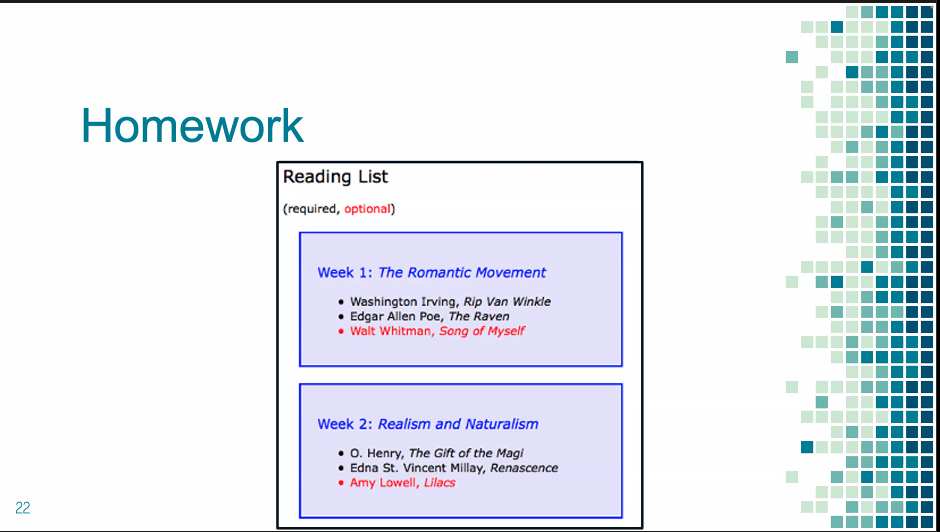 Homework
Reading List
(required, optional)
Week 1: The Romantic Movement
• Washington Irving, Rip Van Winkle
• Edgar Allen Poe, The Raven
• Walt Whitman, Song of Myself
Week 2: Realism and Naturalism
• O. Henry, The Gift of the Magi
• Edna St. Vincent Millay, Renascence
• Amy Lowell, Lilacs
22